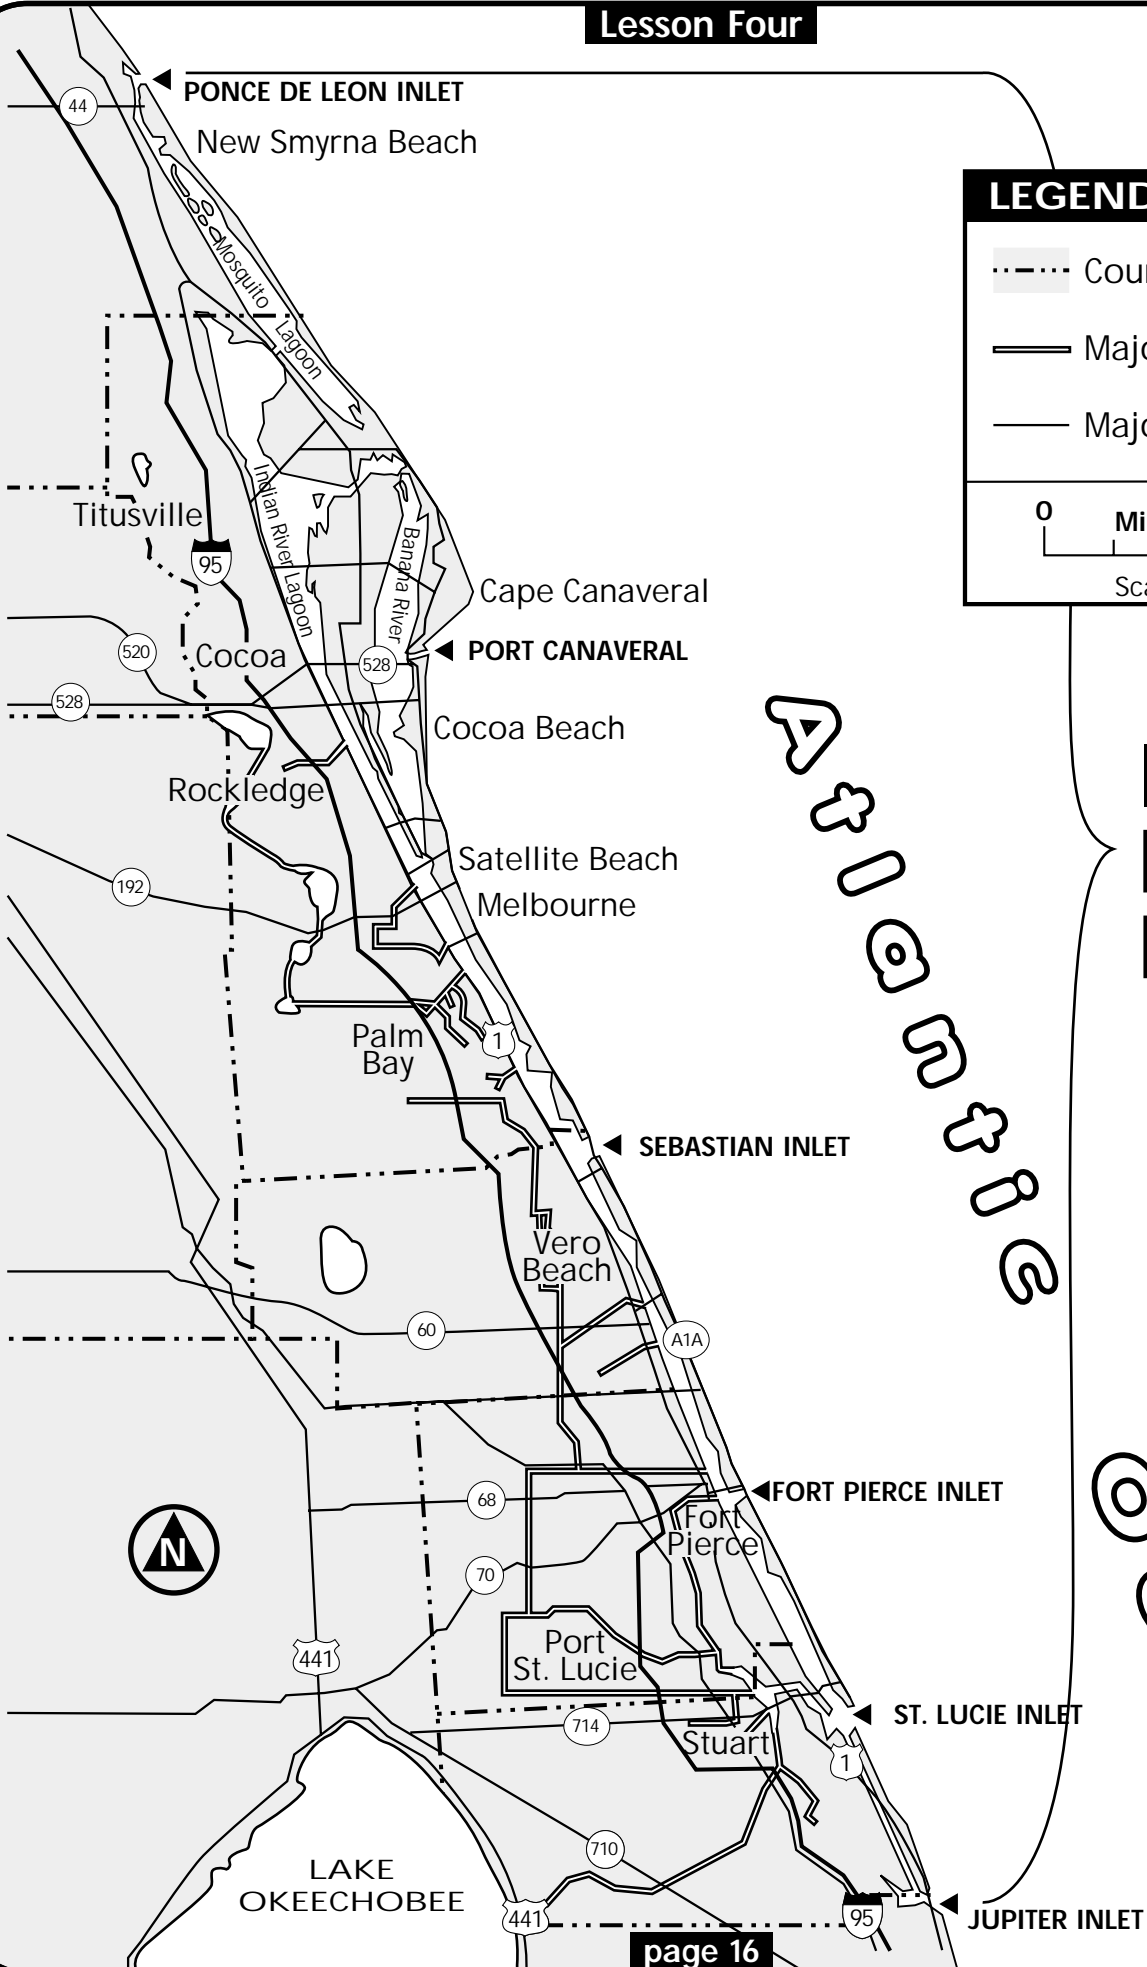 Lesson Four
PONCE DE LEON INLET
44
New Smyrna Beach
LEGEND
Mosquito Lagoon
0
Titusville
Indian River Lagoon
Banana River
95
Cape Canaveral
520
Cocoa
PORT CANAVERAL
528
528
Cocoa Beach
Atlantic
Rockledge
Satellite Beach
192
Melbourne
Palm
Bay
1
SEBASTIAN INLET
Vero
Beach
60
A1A
FORT PIERCE INLET
68
Fort
Pierce
N
70
Port
St. Lucie
441
ST. LUCIE INLET
714
Stuart
1
710
LAKE
OKEECHOBEE
441
95
JUPITER INLET
page 16